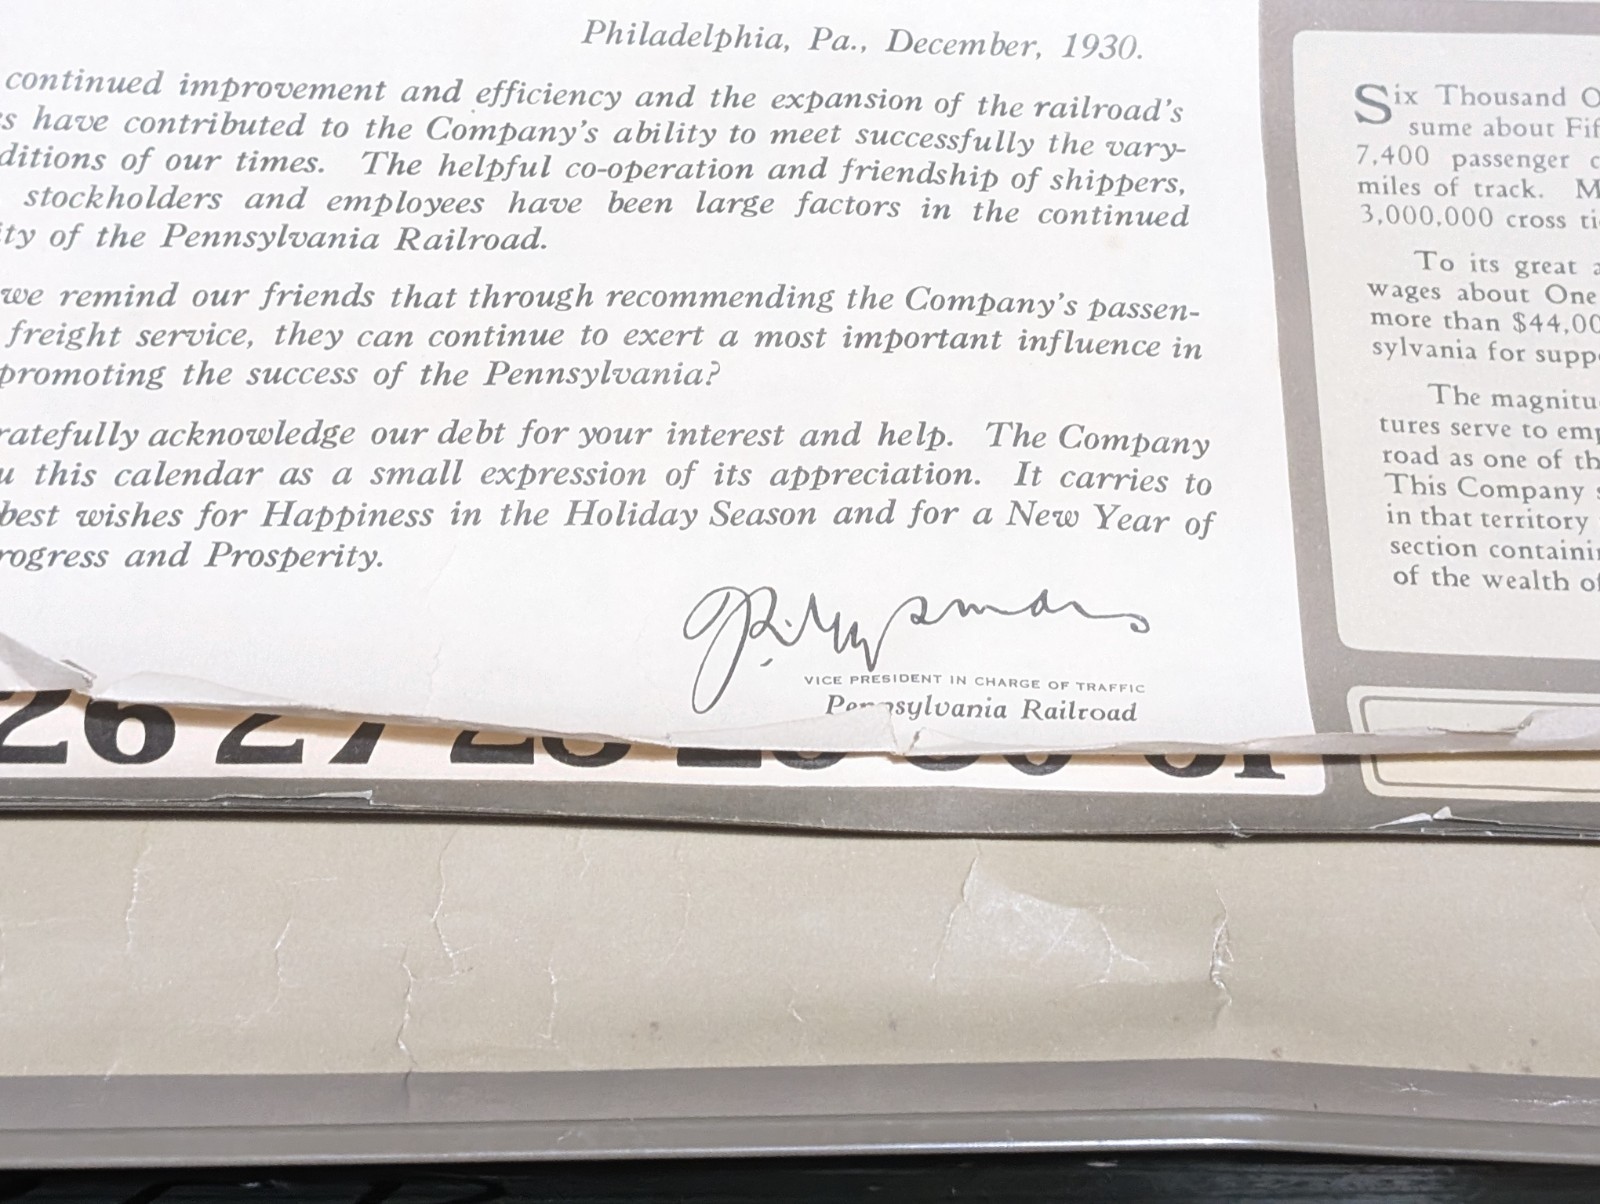 Philadelphia, Pa., December, 1930.
continued improvement and efficiency and the expansion of the railroad's
s have contributed to the Company's ability to meet successfully the vary-
ditions of our times. The helpful co-operation and friendship of shippers,
stockholders and employees have been large factors in the continued
ity of the Pennsylvania Railroad.
we remind our friends that through recommending the Company's passen-
freight service, they can continue to exert a most important influence in
promoting the success of the Pennsylvania?
ratefully acknowledge our debt for your interest and help. The Company
u this calendar as a small expression of its appreciation. It carries to
best wishes for Happiness in the Holiday Season and for a New Year of
rogress and Prosperity.
VICE PRESIDENT IN CHARGE OF TRAFFIC
Pennsylvania Railroad
26 27 28 29 30 31
Six Thousand O
sume about Fif
7,400 passenger c
miles of track. M
3,000,000 cross ti
To its great a
wages about One
more than $44,00
sylvania for supp
The magnitu
tures serve to emp
road as one of th
This Company s
in that territory
section containi
of the wealth of